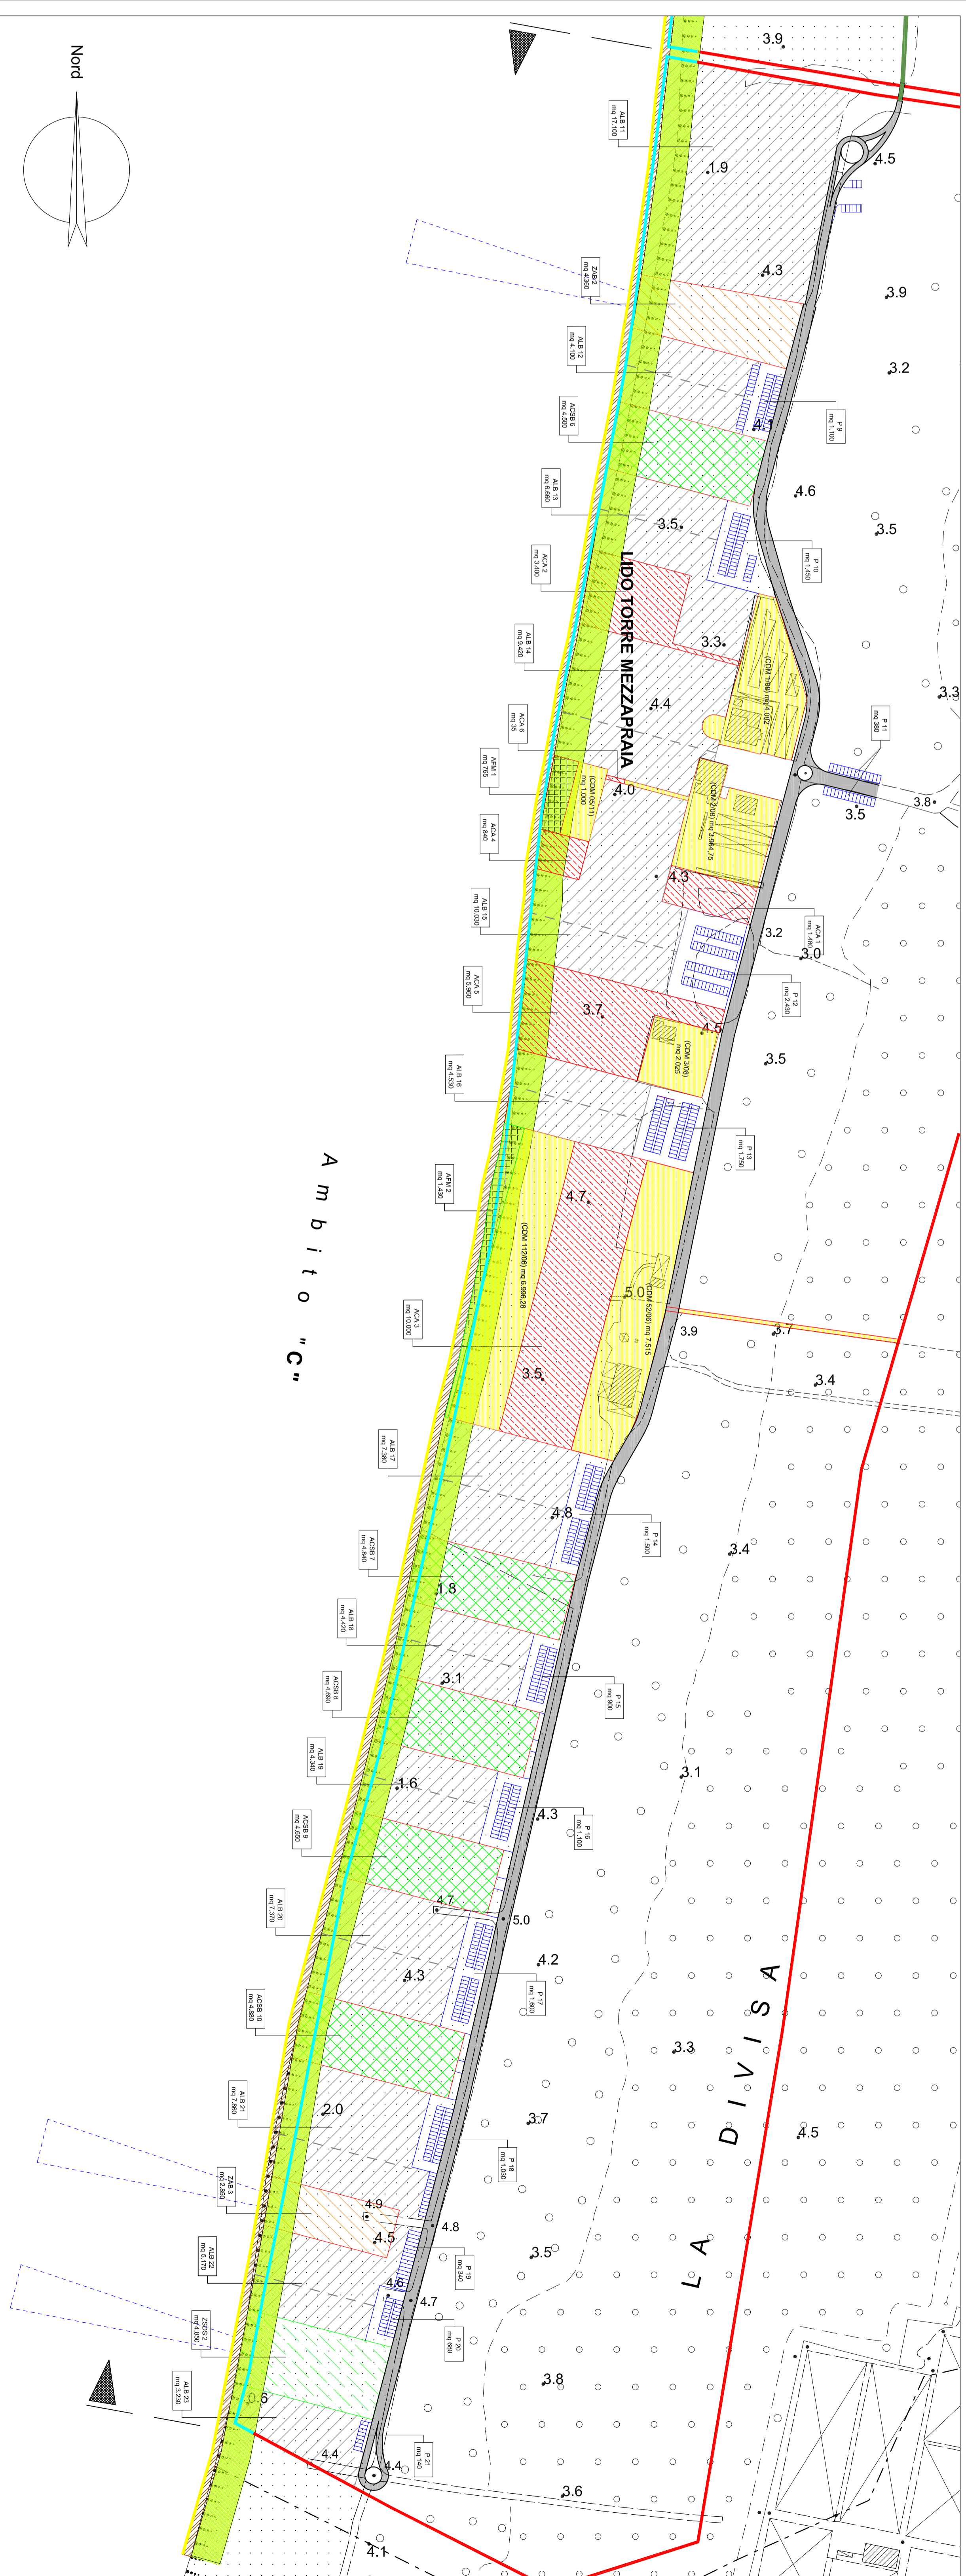 Nord
3.9
4.5
ALB 11
mq 17.100
1.9
4.3
3.9
ZAB 2
mq 4.360
3.2
ALB 12
mq 4.100
P 9
mq 1.100
4.1
ACSB 6
mq 4.500
4.6
ALB 13
mq 6.660
3.5
3.5
P 10
mq 1.450
ACA 2
mq 3.400
LIDO TORRE MEZZAPRAIA
ALB 14
mq 9.420
3.3
(CDM 1/08) mq 4.062
3.3
4.4
P 11
mq 380
ACA 6
mq 35
AFM 1
mq 765
(CDM 05/11)
mq 1.000
4.0
(CDM 2/08) mq 3.964.75
3.8
3.5
ACA 4
mq 840
4.3
ALB 15
mq 10.030
3.2
ACA 1
mq 1.480
3.0
ACA 5
mq 5.960
P 12
mq 2.430
3.7
4.5
(CDM 3/08)
mq 2.025
3.5
ALB 16
mq 4.530
P 13
mq 1.750
AFM 2
mq 1.430
4.7
Ambito "C"
(CDM 112/06) mq 6.996,28
(CDM 52/06) mq 7.515
5.0
3.9
3.7
ACA 3
mq 10.000
3.5
3.4
ALB 17
mq 7.380
4.8
P 14
mq 1.500
3.4
ACSB 7
mq 4.840
1.8
ALB 18
mq 4.420
3.1
P 15
mq 900
ACSB 8
mq 4.690
ALB 19
mq 4.340
1.6
3.1
4.3
P 16
mq 1.100
ACSB 9
mq 4.650
4.7
5.0
ALB 20
mq 7.370
4.3
4.2
P 17
mq 1.600
LA DIVISA
ACSB 10
mq 4.880
3.3
ALB 21
mq 7.860
2.0
3.7
4.5
P 18
mq 1.030
ZAB 3
mq 2.850
4.9
4.8
4.5
3.5
ALB 22
mq 5.170
P 19
mq 340
4.6
4.7
ZSDS 2
mq 4.850
P 20
mq 680
3.8
ALB 23
mq 3.230
0.6
P 21
mq 140
4.4
4.4
3.6
4.1